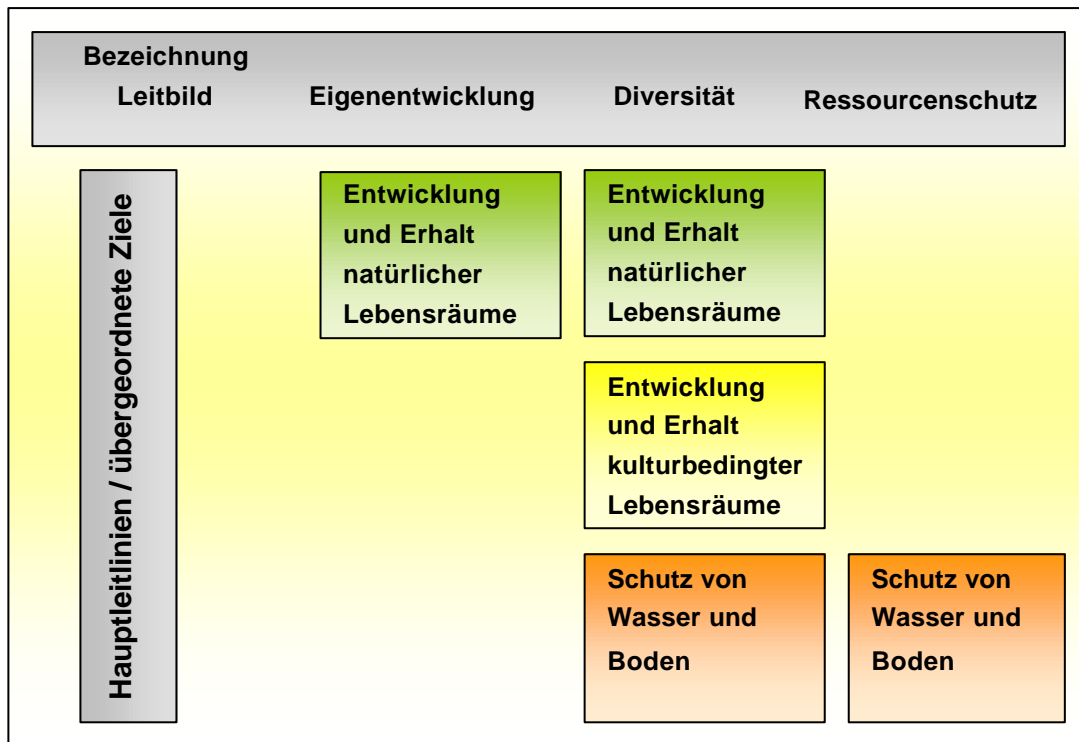 Bezeichnung
Leitbild
Eigenentwicklung
Diversität
Ressourcenschutz
Hauptleitlinien / übergeordnete Ziele
Entwicklung
und Erhalt
natürlicher
Lebensräume
Entwicklung
und Erhalt
natürlicher
Lebensräume
Entwicklung
und Erhalt
kulturbedingter
Lebensräume
Schutz von
Wasser und
Boden
Schutz von
Wasser und
Boden